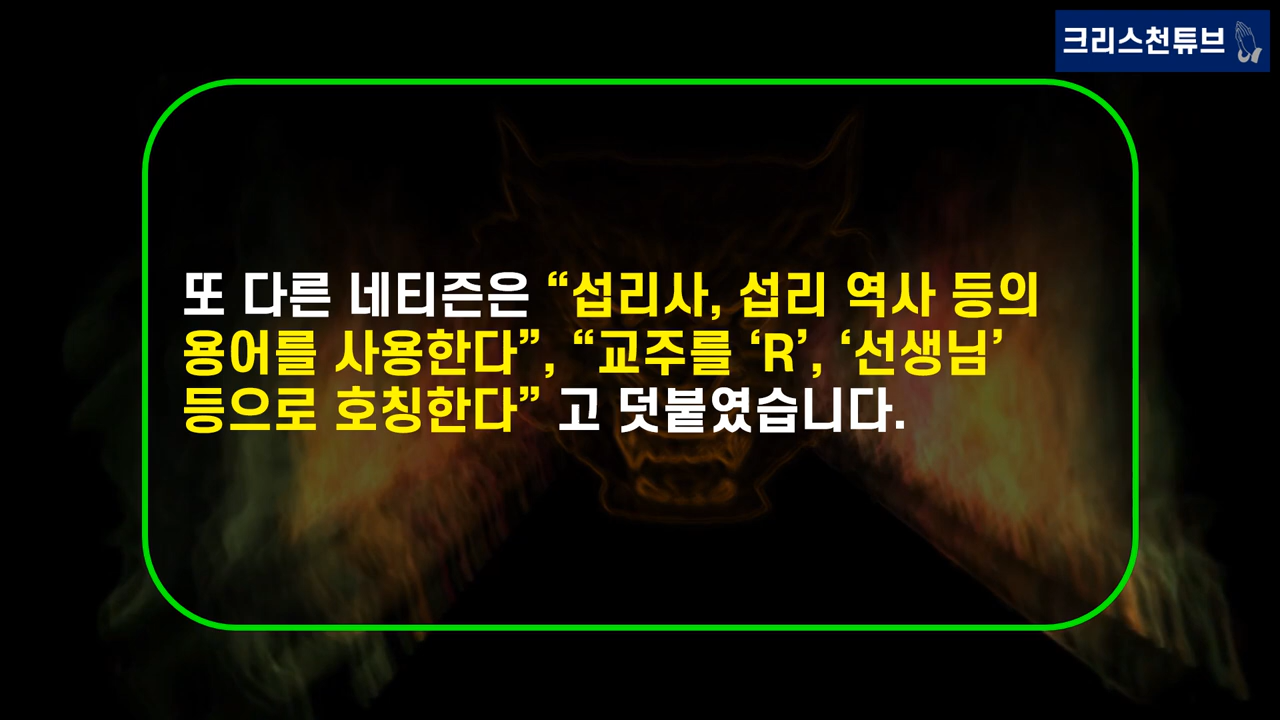 크리스천튜브
또 다른 네티즌은 “섭리사, 섭리 역사 등의
용어를 사용한다”, “교주를 ‘R’, ‘선생님’
등으로 호칭한다” 고 덧붙였습니다.